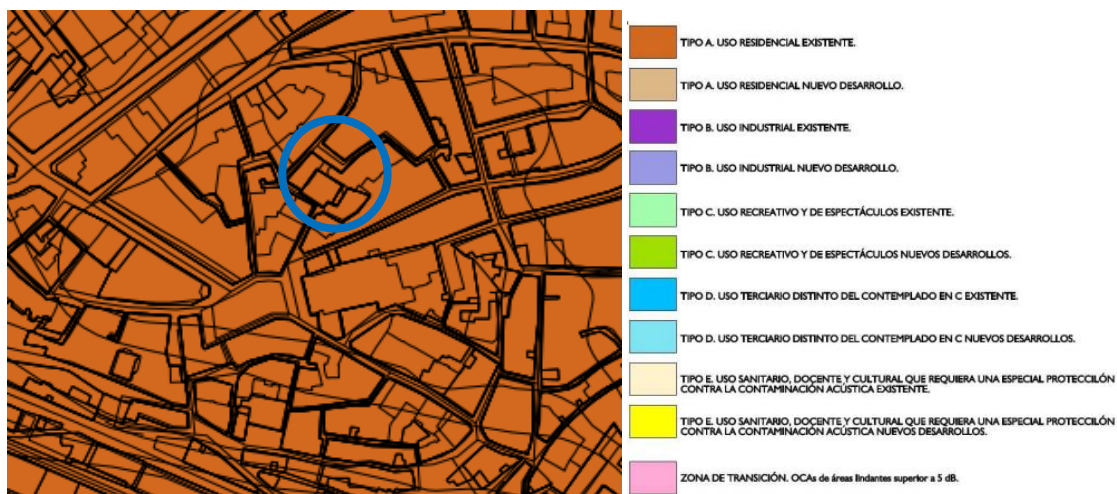 TIPO A. USO RESIDENCIAL EXISTENTE.
TIPO A. USO RESIDENCIAL NUEVO DESARROLLO.
TIPO B. USO INDUSTRIAL EXISTENTE.
TIPO B. USO INDUSTRIAL NUEVO DESARROLLO.
TIPO C. USO RECREATIVO Y DE ESPECTÁCULOS EXISTENTE.
TIPO C. USO RECREATIVO Y DE ESPECTÁCULOS NUEVOS DESARROLLOS.
TIPO D. USO TERCIARIO DISTINTO DEL CONTEMPLADO EN C EXISTENTE.
TIPO D. USO TERCIARIO DISTINTO DEL CONTEMPLADO EN C NUEVOS DESARROLLOS.
TIPO E. USO SANITARIO, DOCENTE Y CULTURAL QUE REQUIERA UNA ESPECIAL PROTECCILÓN
CONTRA LA CONTAMINACIÓN ACÚSTICA EXISTENTE.
TIPO E. USO SANITARIO, DOCENTE Y CULTURAL QUE REQUIERA UNA ESPECIAL PROTECCILÓN
CONTRA LA CONTAMINACIÓN ACÚSTICA NUEVOS DESARROLLOS.
ZONA DE TRANSICIÓN. OCAs de áreas lindantes superior a 5 dB.